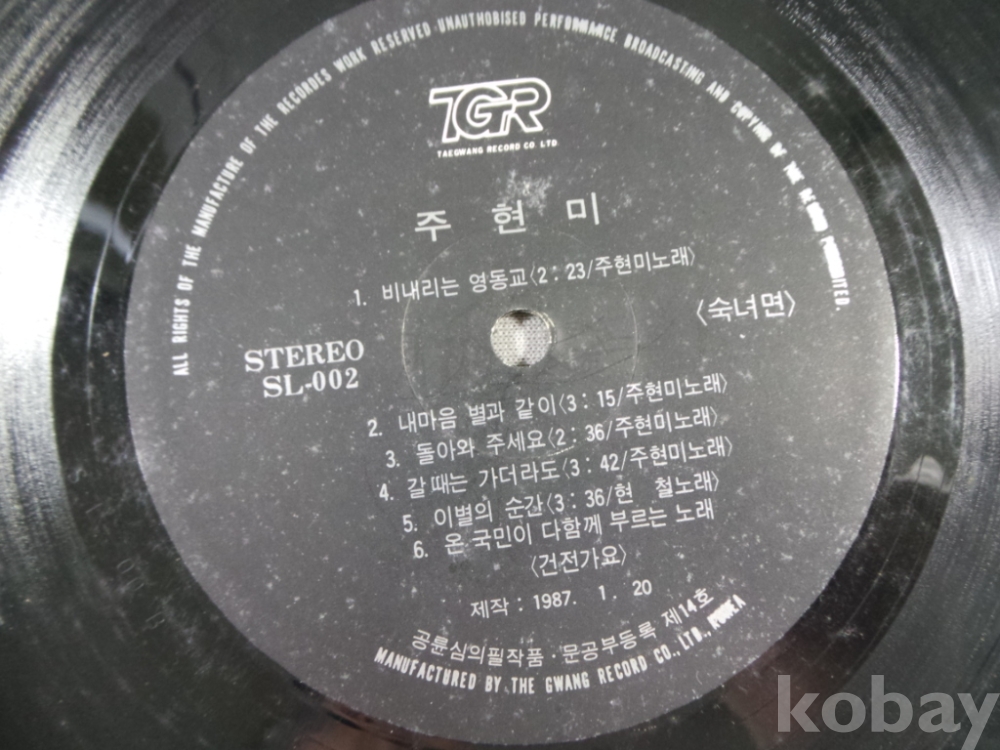 ALL RIGHTS OF THE MANUFACTURE OF THE RECORDES WORK RESERVED UNAUTHOBISED PERFORMANCE BROADCASTING AND COPYING OF THE RECORD PROHIBITED.
TGR
TAEGWANG RECORD CO LTD
주 현 미
1. 비내리는 영동교〈2 : 23/주현미노래〉
〈숙녀면〉
STEREO
SL-002
2. 내마음 별과 같이〈3 : 15/주현미노래〉
3. 돌아와 주세요〈2 : 36/주현미노래〉
4. 갈때는 가더라도〈3 : 42/주현미노래〉
5. 이별의 순간〈3 : 36/현 철노래〉
6. 온국민이 다함께 부르는 노래
〈건전가요〉
제작 : 1987. 1. 20
공륜심의필작품 · 문공부등록 제14호
MANUFACTURED BY THE GWANG RECORD CO., LTD., KOREA
kobay